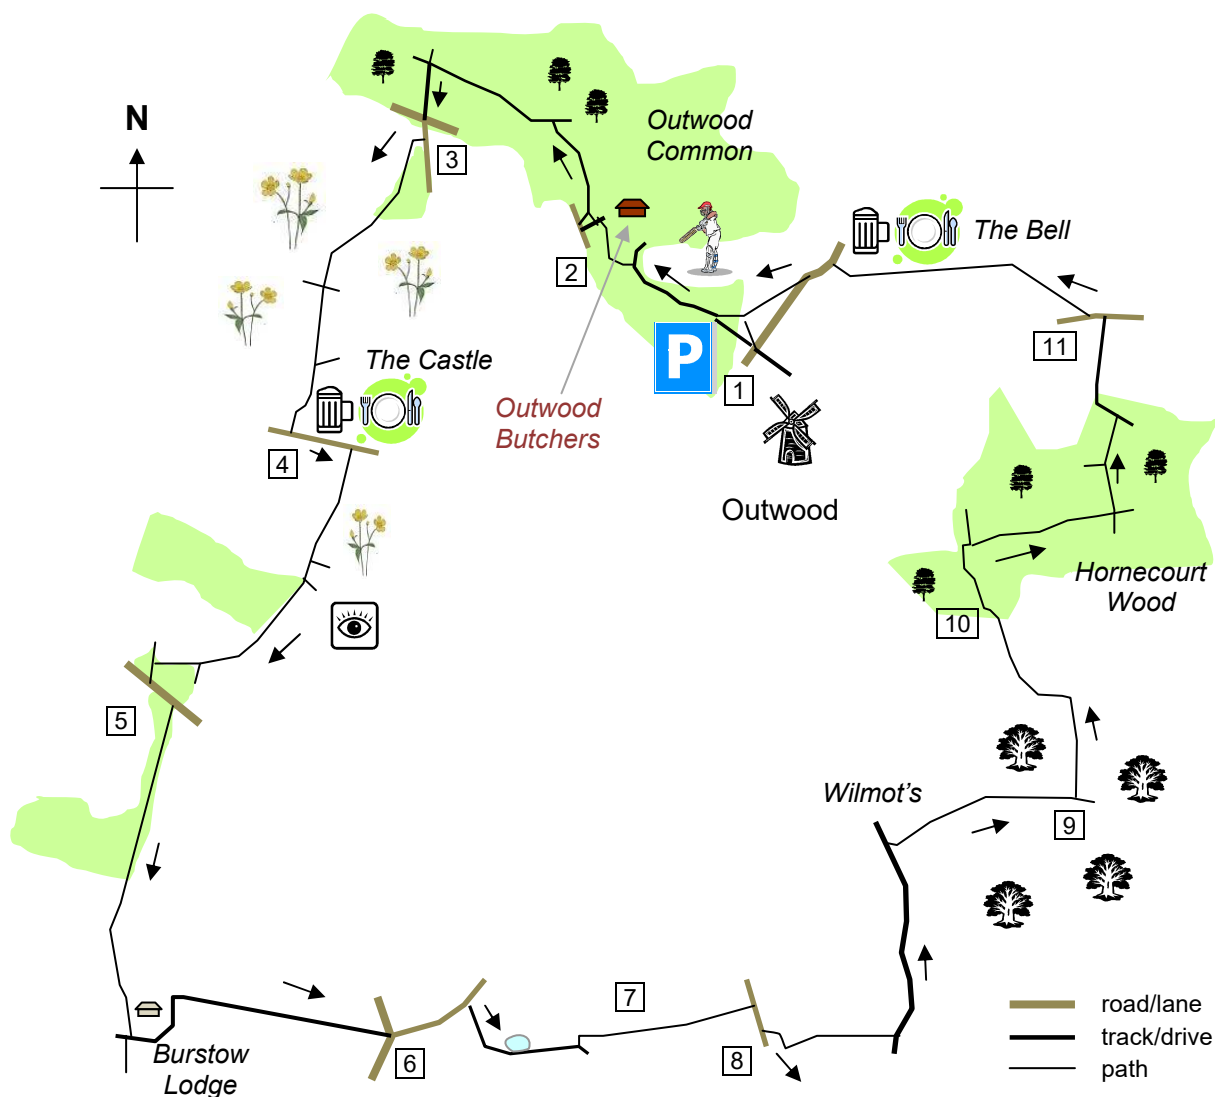 N
Outwood
Common
3
The Bell
2
P
1
11
The Castle
Outwood
Butchers
4
Outwood
Hornecourt
Wood
10
5
Wilmot's
9
7
6
8
Burstow
Lodge
road/lane
track/drive
path